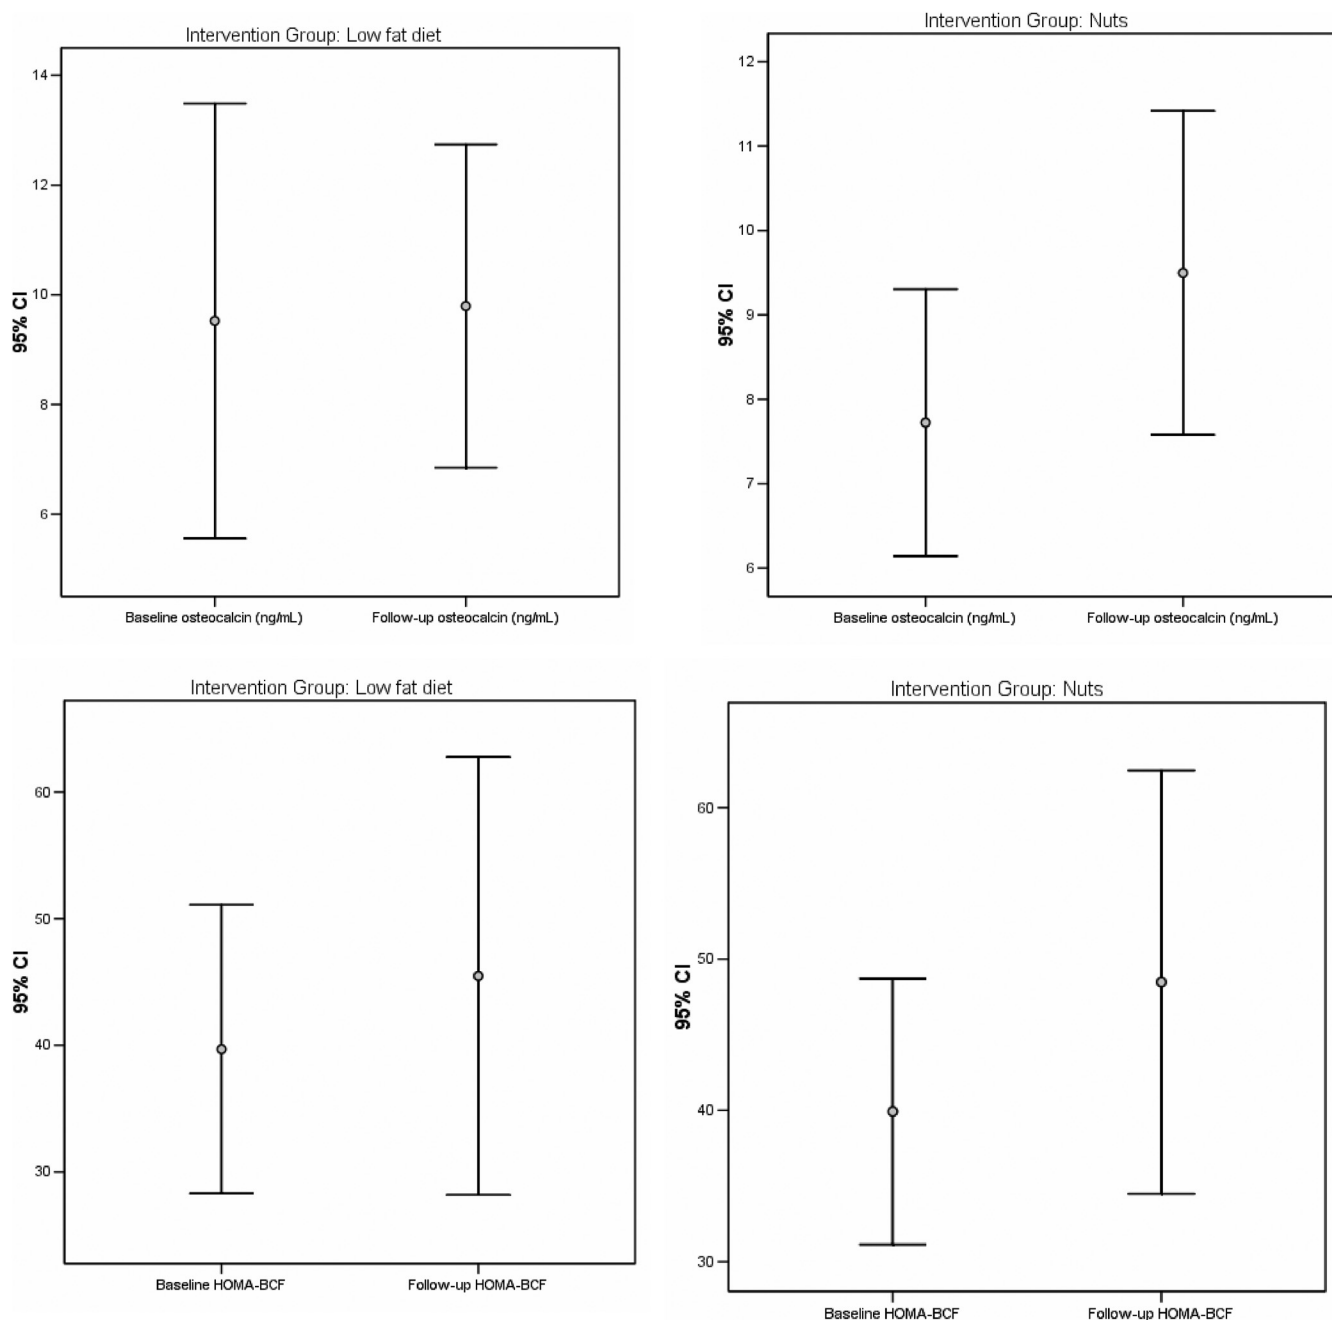 Intervention Group: Low fat diet
14
12
10
8
6
95% CI
Baseline osteocalcin (ng/mL) Follow-up osteocalcin (ng/mL)
Intervention Group: Nuts
12
11
10
9
8
7
6
95% CI
Baseline osteocalcin (ng/mL) Follow-up osteocalcin (ng/mL)
Intervention Group: Low fat diet
60
50
40
30
95% CI
Baseline HOMA-BCF Follow-up HOMA-BCF
Intervention Group: Nuts
60
50
40
30
95% CI
Baseline HOMA-BCF Follow-up HOMA-BCF